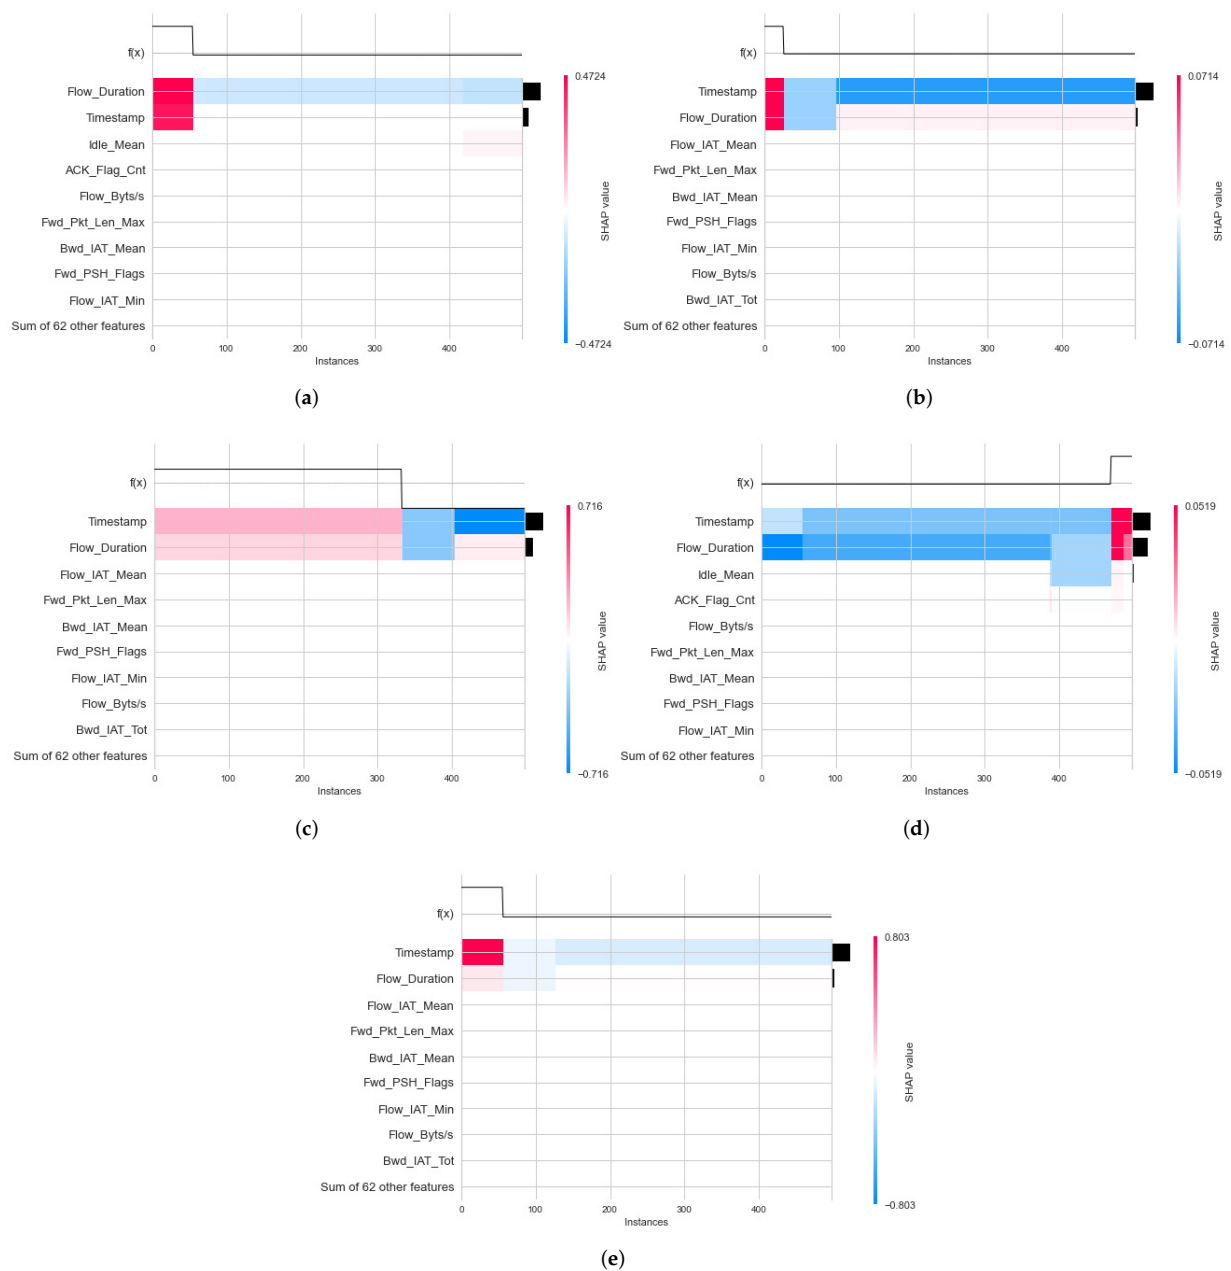 f(x)
Flow_Duration
Timestamp
Idle_Mean
ACK_Flag_Cnt
Flow_Byts/s
Fwd_Pkt_Len_Max
Bwd_IAT_Mean
Fwd_PSH_Flags
Flow_IAT_Min
Sum of 62 other features
0 100 200 300 400
Instances
0.4724
SHAP value
−0.4724
(a)
f(x)
Timestamp
Flow_Duration
Flow_IAT_Mean
Fwd_Pkt_Len_Max
Bwd_IAT_Mean
Fwd_PSH_Flags
Flow_IAT_Min
Flow_Byts/s
Bwd_IAT_Tot
Sum of 62 other features
0 100 200 300 400
Instances
0.0714
SHAP value
−0.0714
(b)
f(x)
Timestamp
Flow_Duration
Flow_IAT_Mean
Fwd_Pkt_Len_Max
Bwd_IAT_Mean
Fwd_PSH_Flags
Flow_IAT_Min
Flow_Byts/s
Bwd_IAT_Tot
Sum of 62 other features
0 100 200 300 400
Instances
0.716
SHAP value
−0.716
(c)
f(x)
Timestamp
Flow_Duration
Idle_Mean
ACK_Flag_Cnt
Flow_Byts/s
Fwd_Pkt_Len_Max
Bwd_IAT_Mean
Fwd_PSH_Flags
Flow_IAT_Min
Sum of 62 other features
0 100 200 300 400
Instances
0.0519
SHAP value
−0.0519
(d)
f(x)
Timestamp
Flow_Duration
Flow_IAT_Mean
Fwd_Pkt_Len_Max
Bwd_IAT_Mean
Fwd_PSH_Flags
Flow_IAT_Min
Flow_Byts/s
Bwd_IAT_Tot
Sum of 62 other features
0 100 200 300 400
Instances
0.803
SHAP value
−0.803
(e)